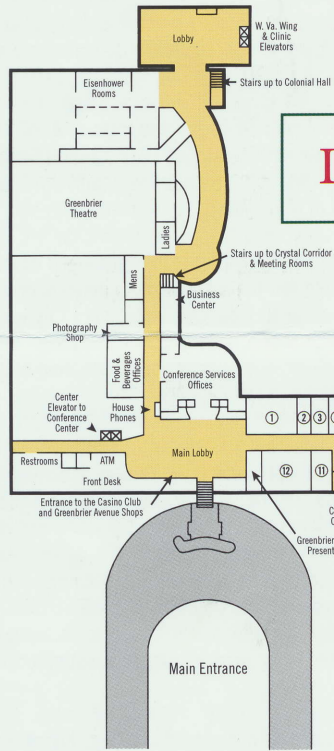 Lobby
W. Va. Wing
& Clinic
Elevators
Eisenhower
Rooms
Stairs up to Colonial Hall
Greenbrier
Theatre
Ladies
Stairs up to Crystal Corridor
& Meeting Rooms
Mens
Business
Center
Photography
Shop
Food &
Beverages
Offices
Conference Services
Offices
Center
Elevator to
Conference
Center
House
Phones
1
2
3
Main Lobby
Restrooms
ATM
Front Desk
12
11
Entrance to the Casino Club
and Greenbrier Avenue Shops
Greenbrier
Present
Main Entrance